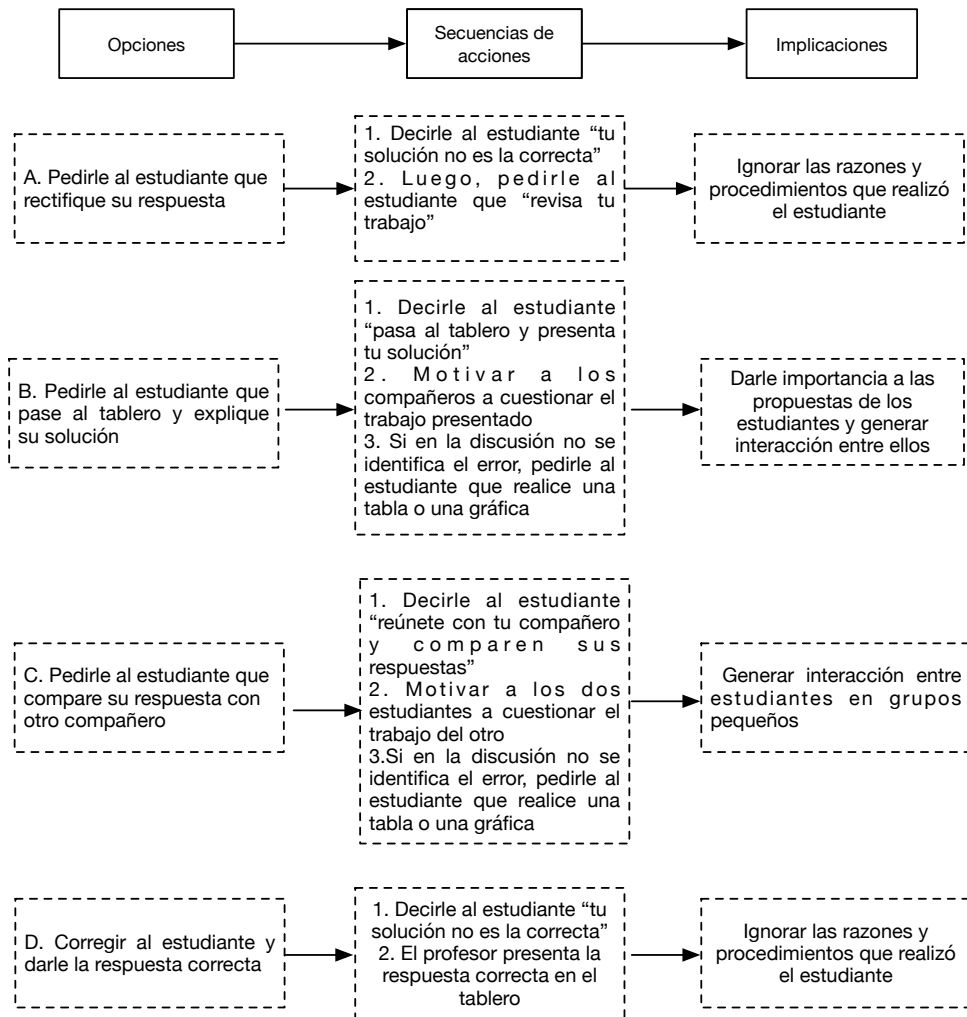 Opciones
Secuencias de
acciones
Implicaciones
A. Pedirle al estudiante que
rectifique su respuesta
1. Decirle al estudiante “tu
solución no es la correcta”
2. Luego, pedirle al
estudiante que “revisa tu
trabajo”
Ignorar las razones y
procedimientos que realizó
el estudiante
B. Pedirle al estudiante que
pase al tablero y explique
su solución
1. Decirle al estudiante
“pasa al tablero y presenta
tu solución”
2. Motivar a los
compañeros a cuestionar el
trabajo presentado
3. Si en la discusión no se
identifica el error, pedirle al
estudiante que realice una
tabla o una gráfica
Darle importancia a las
propuestas de los
estudiantes y generar
interacción entre ellos
C. Pedirle al estudiante que
compare su respuesta con
otro compañero
1. Decirle al estudiante
“reúnete con tu compañero
y comparen sus
respuestas”
2. Motivar a los dos
estudiantes a cuestionar el
trabajo del otro
3.Si en la discusión no se
identifica el error, pedirle al
estudiante que realice una
tabla o una gráfica
Generar interacción entre
estudiantes en grupos
pequeños
D. Corregir al estudiante y
darle la respuesta correcta
1. Decirle al estudiante “tu
solución no es la correcta”
2. El profesor presenta la
respuesta correcta en el
tablero
Ignorar las razones y
procedimientos que realizó
el estudiante